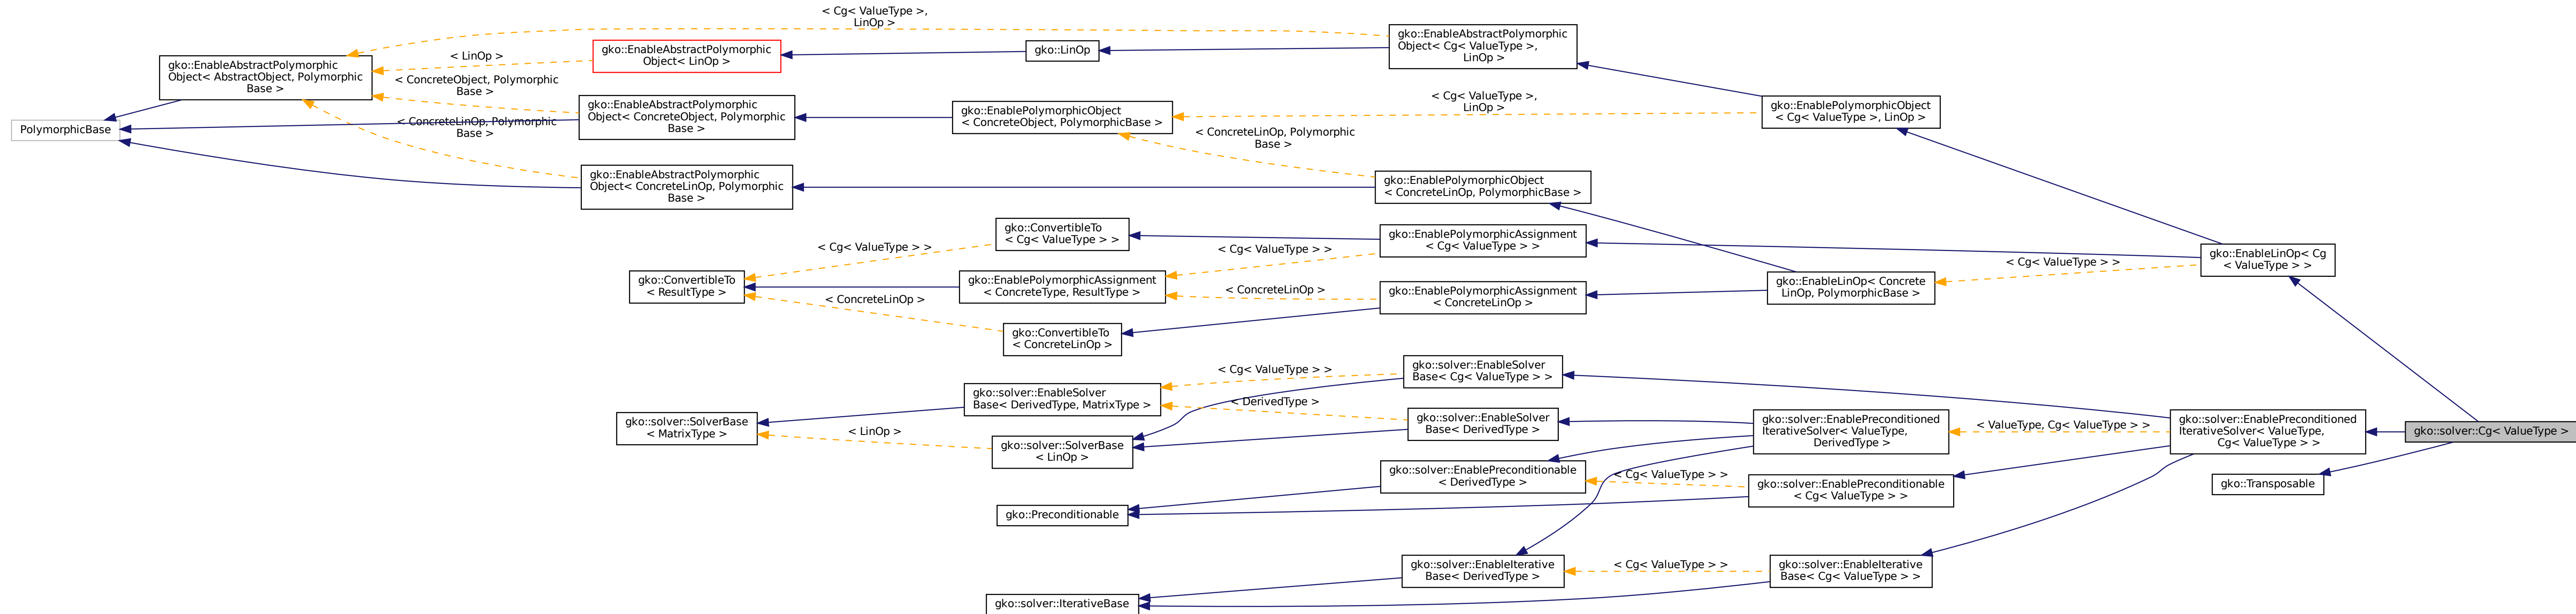 PolymorphicBase
gko::EnableAbstractPolymorphic
Object< AbstractObject, Polymorphic
Base >
< Cg< ValueType >,
LinOp >
< LinOp >
< ConcreteObject, Polymorphic
Base >
< ConcreteLinOp, Polymorphic
Base >
gko::EnableAbstractPolymorphic
Object< LinOp >
gko::EnableAbstractPolymorphic
Object< ConcreteObject, Polymorphic
Base >
gko::EnableAbstractPolymorphic
Object< ConcreteLinOp, Polymorphic
Base >
gko::LinOp
gko::EnablePolymorphicObject
< ConcreteObject, PolymorphicBase >
< ConcreteLinOp, Polymorphic
Base >
gko::EnableAbstractPolymorphic
Object< Cg< ValueType >,
LinOp >
< Cg< ValueType >,
LinOp >
gko::EnablePolymorphicObject
< Cg< ValueType >, LinOp >
gko::EnablePolymorphicObject
< ConcreteLinOp, PolymorphicBase >
gko::ConvertibleTo
< ResultType >
< Cg< ValueType > >
< ConcreteLinOp >
gko::ConvertibleTo
< Cg< ValueType > >
gko::EnablePolymorphicAssignment
< ConcreteType, ResultType >
gko::ConvertibleTo
< ConcreteLinOp >
< Cg< ValueType > >
< ConcreteLinOp >
gko::EnablePolymorphicAssignment
< Cg< ValueType > >
gko::EnablePolymorphicAssignment
< ConcreteLinOp >
gko::EnableLinOp< Concrete
LinOp, PolymorphicBase >
< Cg< ValueType > >
gko::EnableLinOp< Cg
< ValueType > >
gko::solver::SolverBase
< MatrixType >
< LinOp >
gko::solver::EnableSolver
Base< DerivedType, MatrixType >
gko::solver::SolverBase
< LinOp >
< Cg< ValueType > >
< DerivedType >
gko::solver::EnableSolver
Base< Cg< ValueType > >
gko::solver::EnableSolver
Base< DerivedType >
gko::solver::EnablePreconditionable
< DerivedType >
< Cg< ValueType > >
gko::Preconditionable
gko::solver::EnablePreconditioned
IterativeSolver< ValueType,
DerivedType >
gko::solver::EnablePreconditionable
< Cg< ValueType > >
< ValueType, Cg< ValueType > >
gko::solver::EnablePreconditioned
IterativeSolver< ValueType,
Cg< ValueType > >
gko::Transposable
gko::solver::Cg< ValueType >
gko::solver::EnableIterative
Base< DerivedType >
< Cg< ValueType > >
gko::solver::EnableIterative
Base< Cg< ValueType > >
gko::solver::IterativeBase